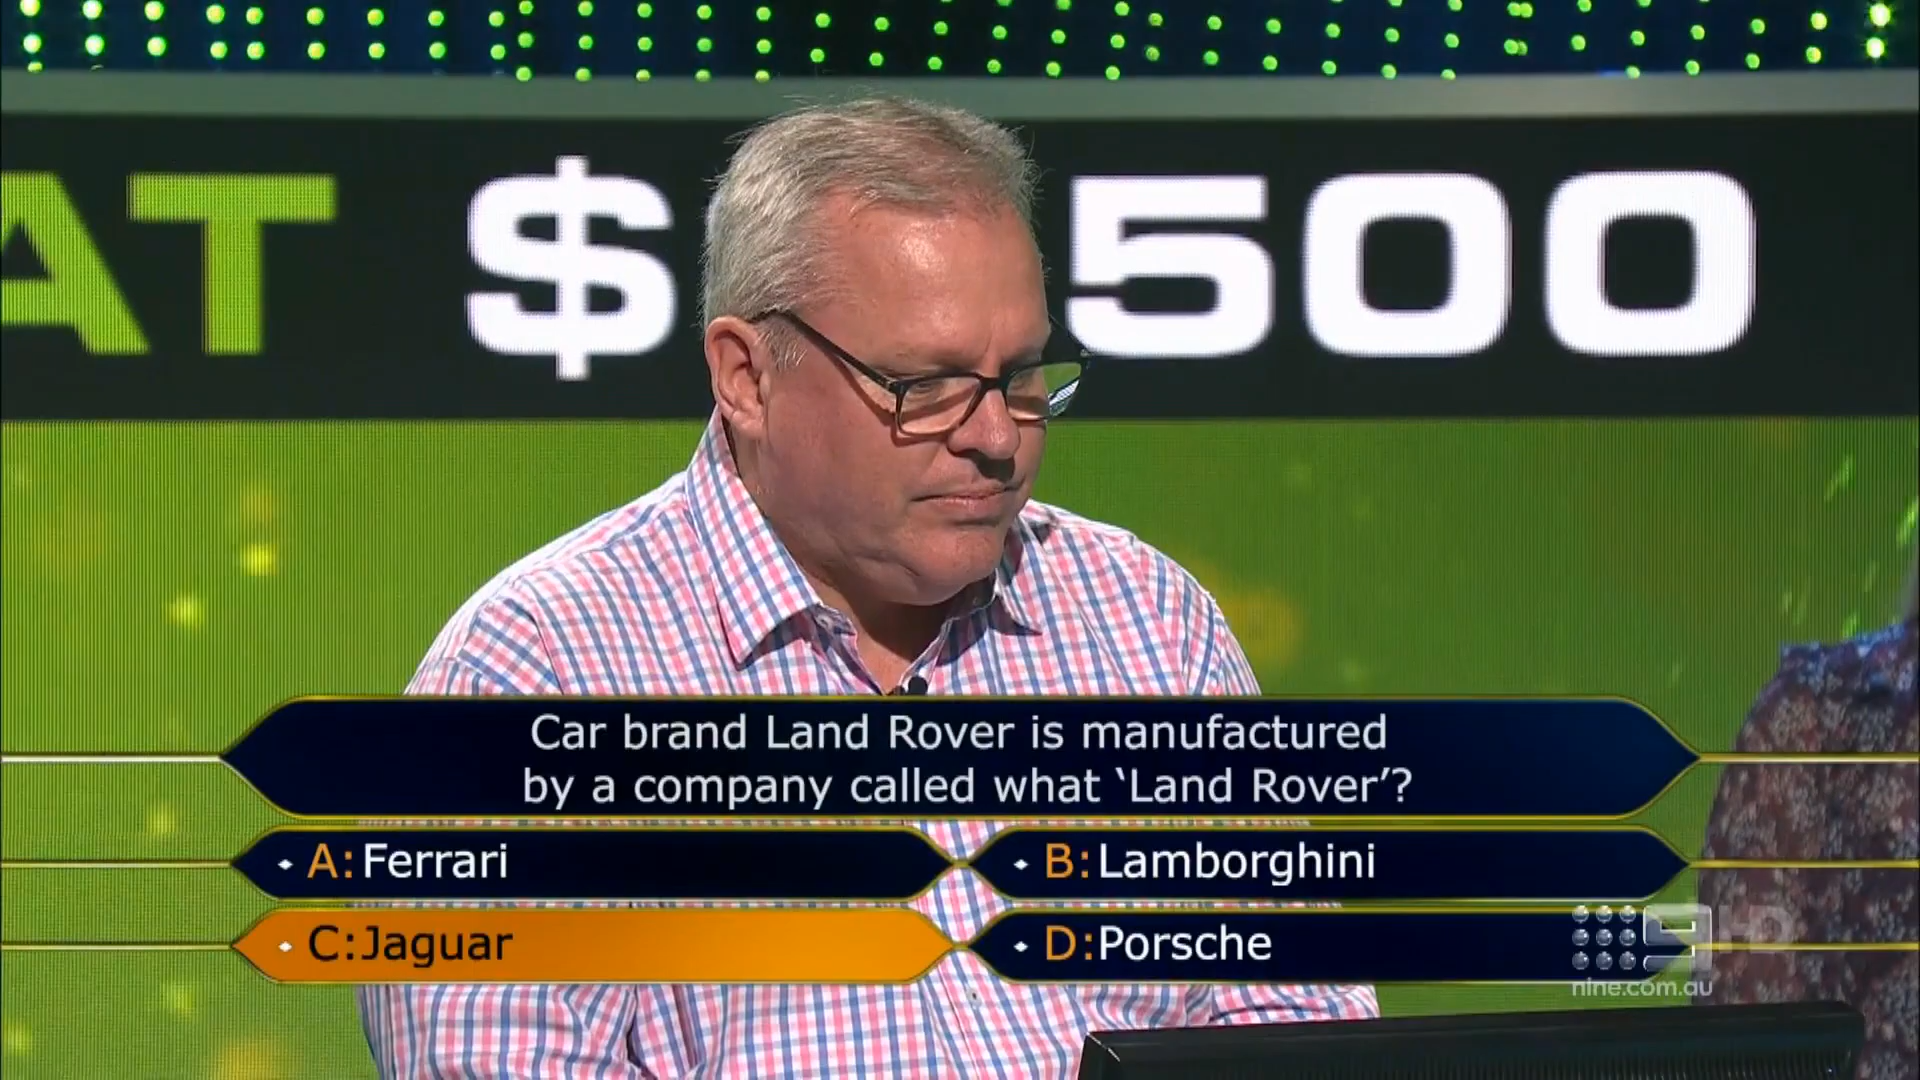 AT $ 500
Car brand Land Rover is manufactured
by a company called what ‘Land Rover’?
A: Ferrari
B: Lamborghini
C: Jaguar
D: Porsche
9HD
nine.com.au